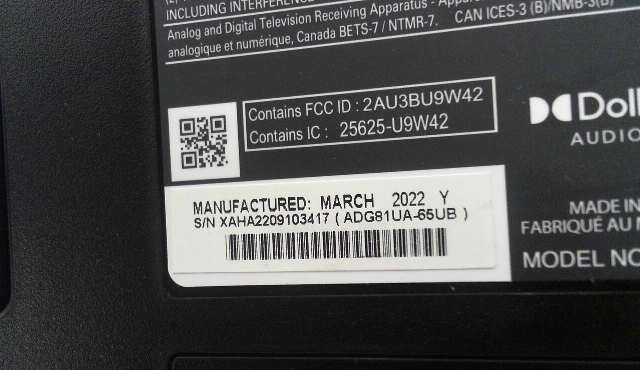 INCLUDING INTERFERENCE
Analog and Digital Television Receiving Apparatus -
analogique et numérique, Canada BETS-7 / NTMR-7. CAN ICES-3 (B)/NMB-3(B)
Contains FCC ID : 2AU3BU9W42
Contains IC : 25625-U9W42
Dol
AUDIO
MANUFACTURED: MARCH 2022 Y
S/N XAHA2209103417 ( ADG81UA-65UB )
MADE IN
FABRIQUÉ AU M
MODEL NO